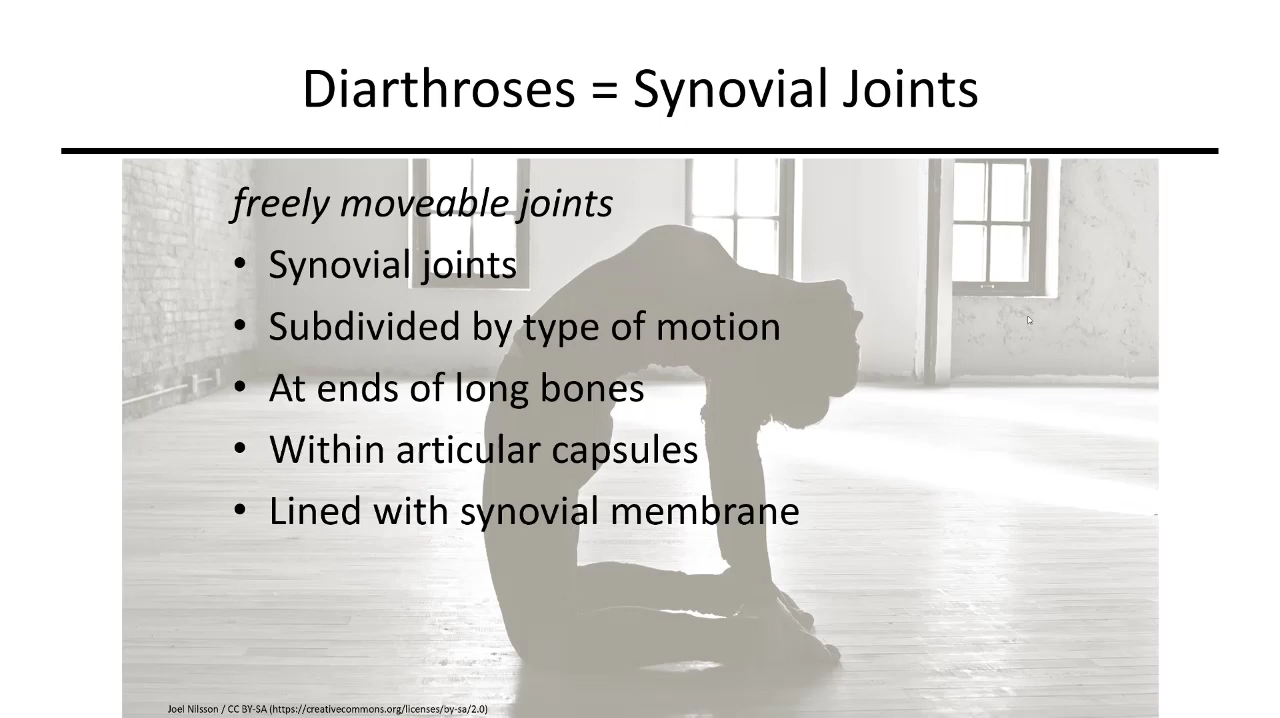 Diarthroses = Synovial Joints
freely moveable joints
• Synovial joints
• Subdivided by type of motion
• At ends of long bones
• Within articular capsules
• Lined with synovial membrane
Joel Nilsson / CC BY-SA (https://creativecommons.org/licenses/by-sa/2.0)